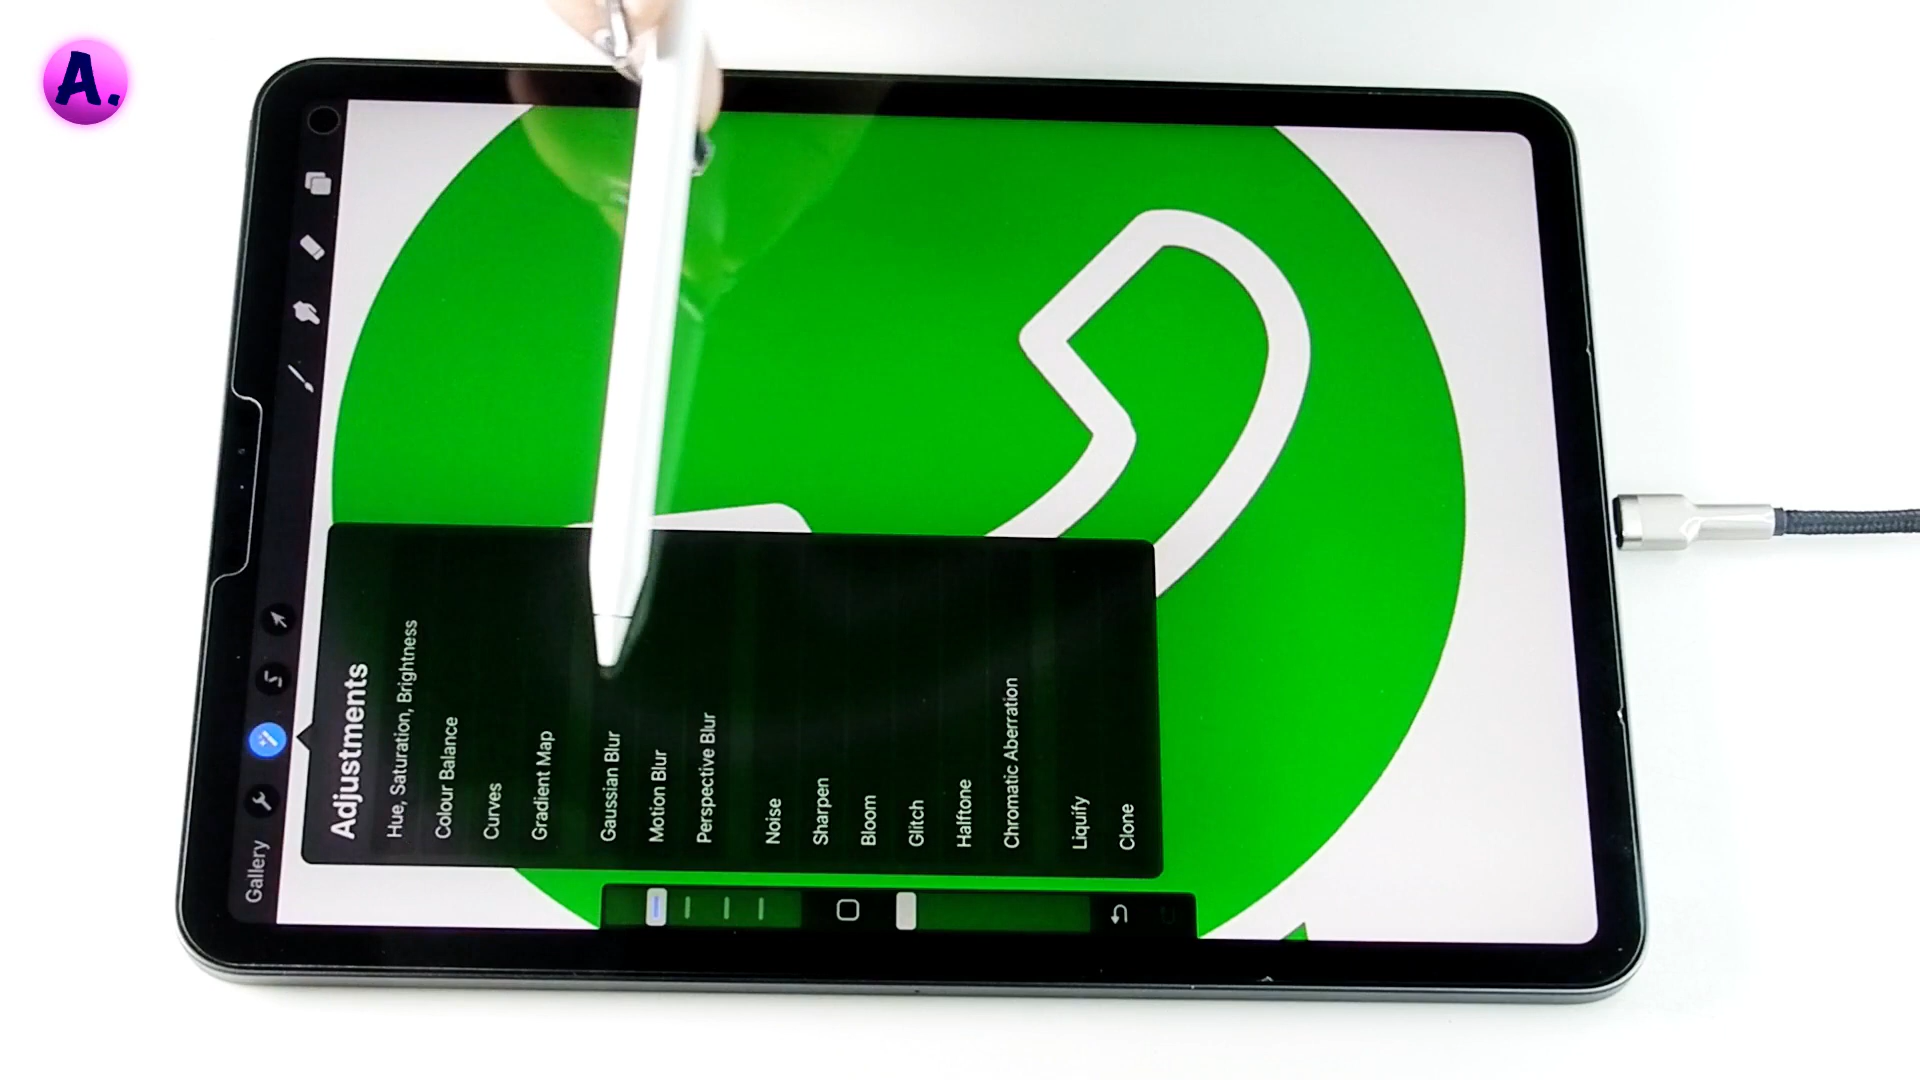 A.
Gallery
Adjustments
Hue, Saturation, Brightness
Colour Balance
Curves
Gradient Map
Gaussian Blur
Motion Blur
Perspective Blur
Noise
Sharpen
Bloom
Glitch
Halftone
Chromatic Aberration
Liquify
Clone